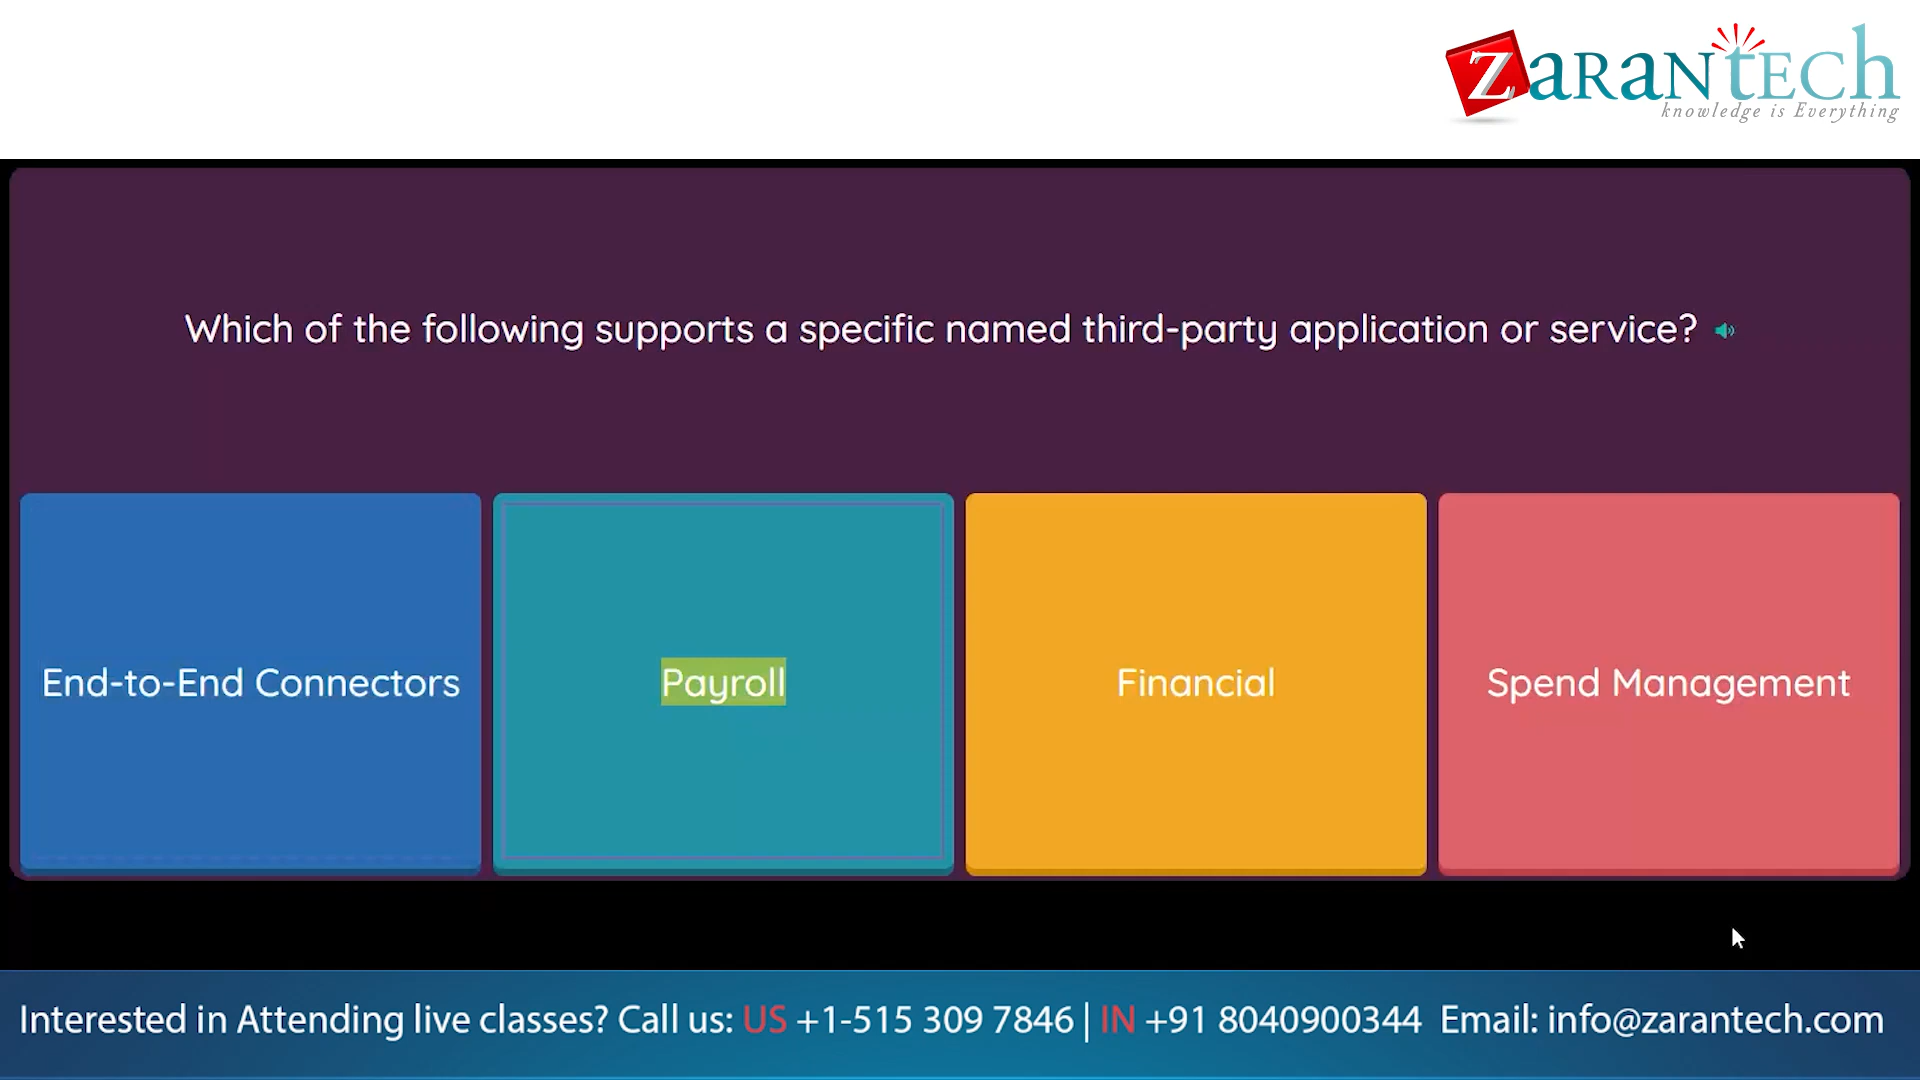 ZaranTech
knowledge is Everything
Which of the following supports a specific named third-party application or service?
End-to-End Connectors
Payroll
Financial
Spend Management
Interested in Attending live classes? Call us: US +1-515 309 7846 | IN +91 8040900344 Email: info@zarantech.com